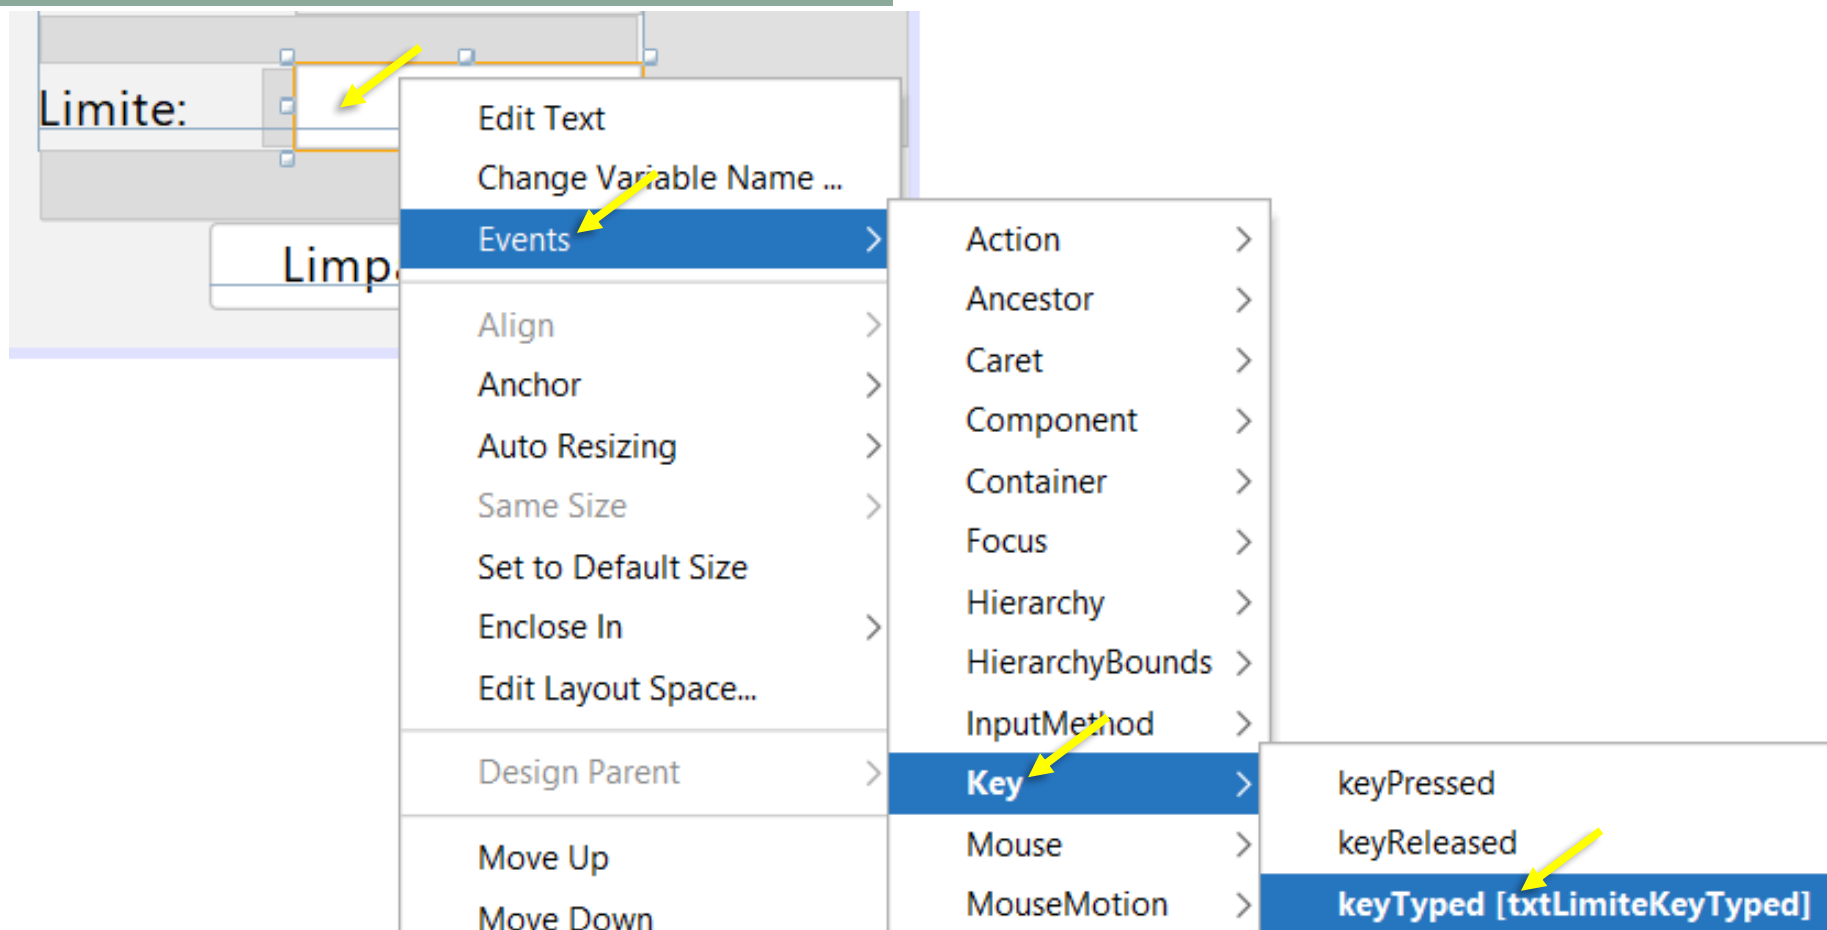 Limite:
Limp
Edit Text
Change Variable Name ...
Events
Align
Anchor
Auto Resizing
Same Size
Set to Default Size
Enclose In
Edit Layout Space...
Design Parent
Move Up
Move Down
Action
Ancestor
Caret
Component
Container
Focus
Hierarchy
HierarchyBounds
InputMethod
Key
Mouse
MouseMotion
keyPressed
keyReleased
keyTyped [txtLimiteKeyTyped]